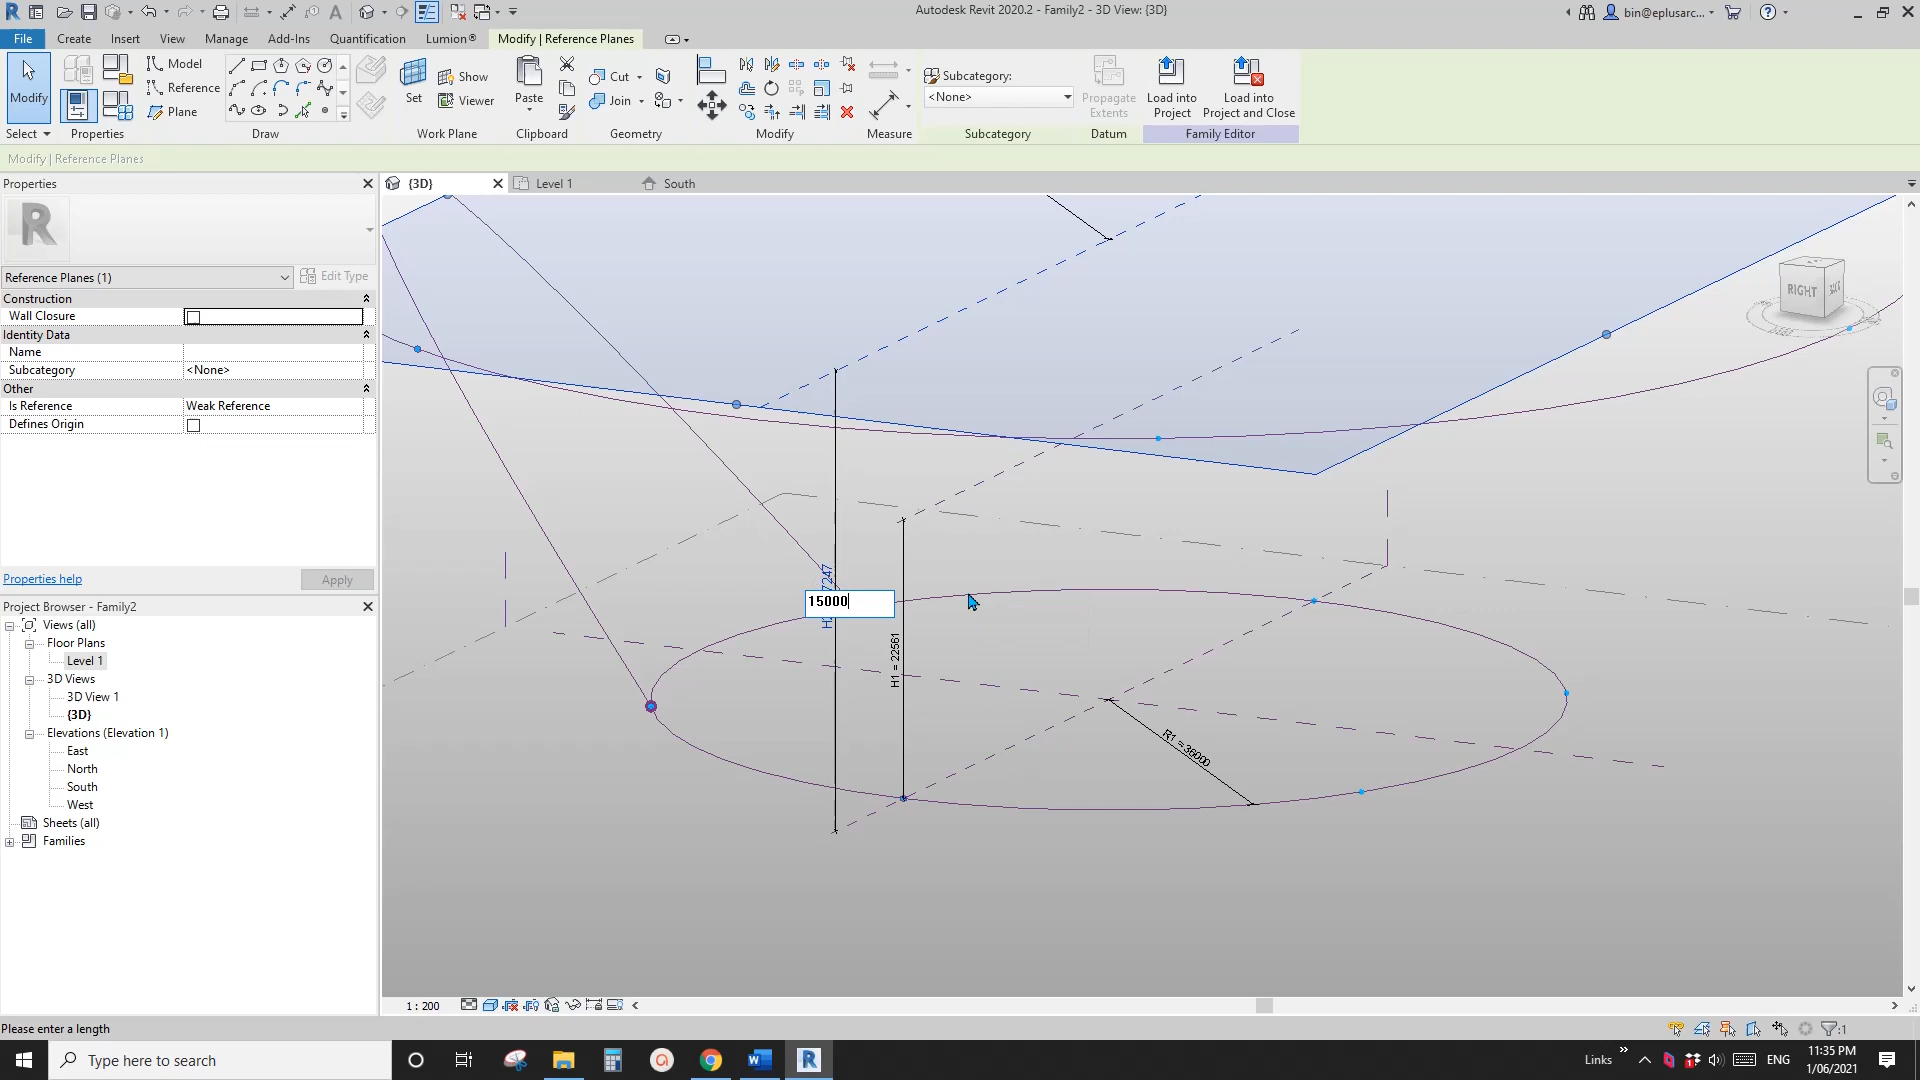 Autodesk Revit 2020.2 - Family2 - 3D View: {3D}
bin@eplusarc...
File Create Insert View Manage Add-Ins Quantification Lumion® Modify | Reference Planes
Modify
Select
Properties
Model
Reference
Plane
Draw
Set
Show
Viewer
Work Plane
Paste
Clipboard
Cut
Join
Geometry
Modify
Measure
Subcategory:
<None>
Subcategory
Propagate
Extents
Datum
Load into
Project
Load into
Project and Close
Family Editor
Modify | Reference Planes
Properties
R
Reference Planes (1)
Edit Type
Construction
Wall Closure
Identity Data
Name
Subcategory <None>
Other
Is Reference Weak Reference
Defines Origin
Properties help
Apply
Project Browser - Family2
Views (all)
Floor Plans
Level 1
3D Views
3D View 1
{3D}
Elevations (Elevation 1)
East
North
South
West
Sheets (all)
Families
{3D}
Level 1
South
RIGHT
7247
15000
H1 = 22561
R1 = 36000
1 : 200
Please enter a length
:1
Type here to search
Links
ENG
11:35 PM
1/06/2021